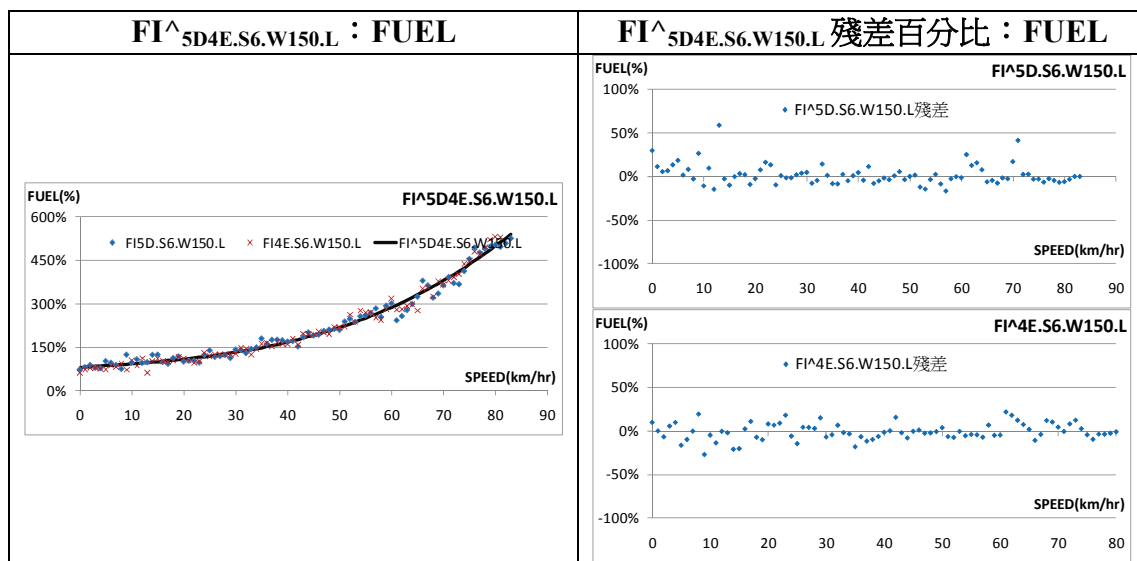 FI^5D4E.S6.W150.L：FUEL
FI^5D4E.S6.W150.L 殘差百分比：FUEL
FUEL(%)
FI^5D4E.S6.W150.L
600%
FI5D.S6.W150.L
FI4E.S6.W150.L
FI^5D4E.S6.W150.L
450%
300%
150%
0%
SPEED(km/hr)
0 10 20 30 40 50 60 70 80 90
FUEL(%)
FI^5D.S6.W150.L
100%
FI^5D.S6.W150.L殘差
50%
0%
-50%
SPEED(km/hr)
-100%
0 10 20 30 40 50 60 70 80 90
FUEL(%)
FI^4E.S6.W150.L
100%
FI^4E.S6.W150.L殘差
50%
0%
-50%
SPEED(km/hr)
-100%
0 10 20 30 40 50 60 70 80